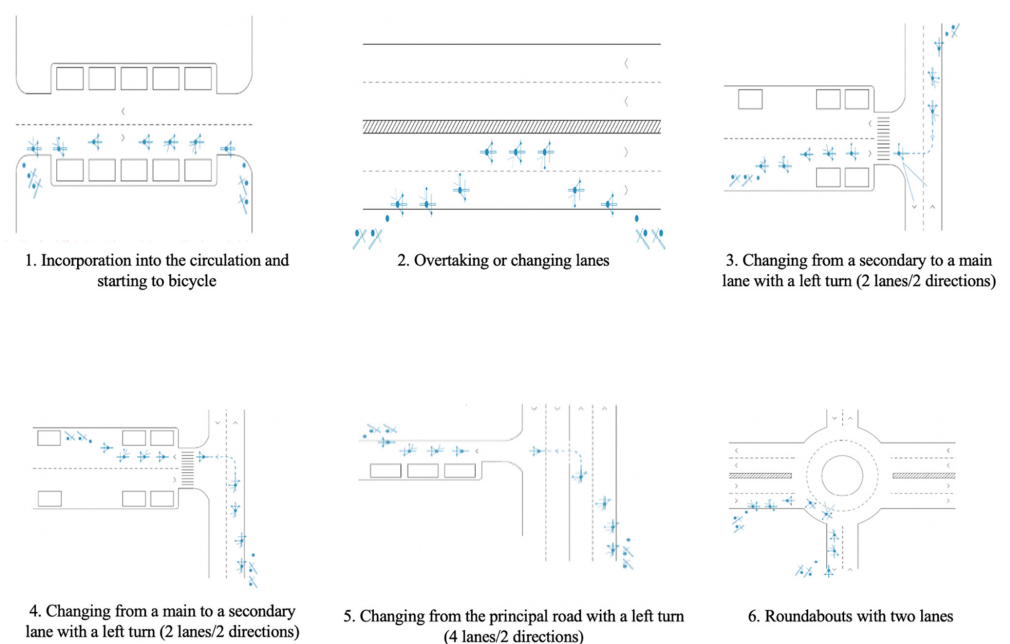 1. Incorporation into the circulation and
starting to bicycle
2. Overtaking or changing lanes
3. Changing from a secondary to a main
lane with a left turn (2 lanes/2 directions)
4. Changing from a main to a secondary
lane with a left turn (2 lanes/2 directions)
5. Changing from the principal road with a left turn
(4 lanes/2 directions)
6. Roundabouts with two lanes